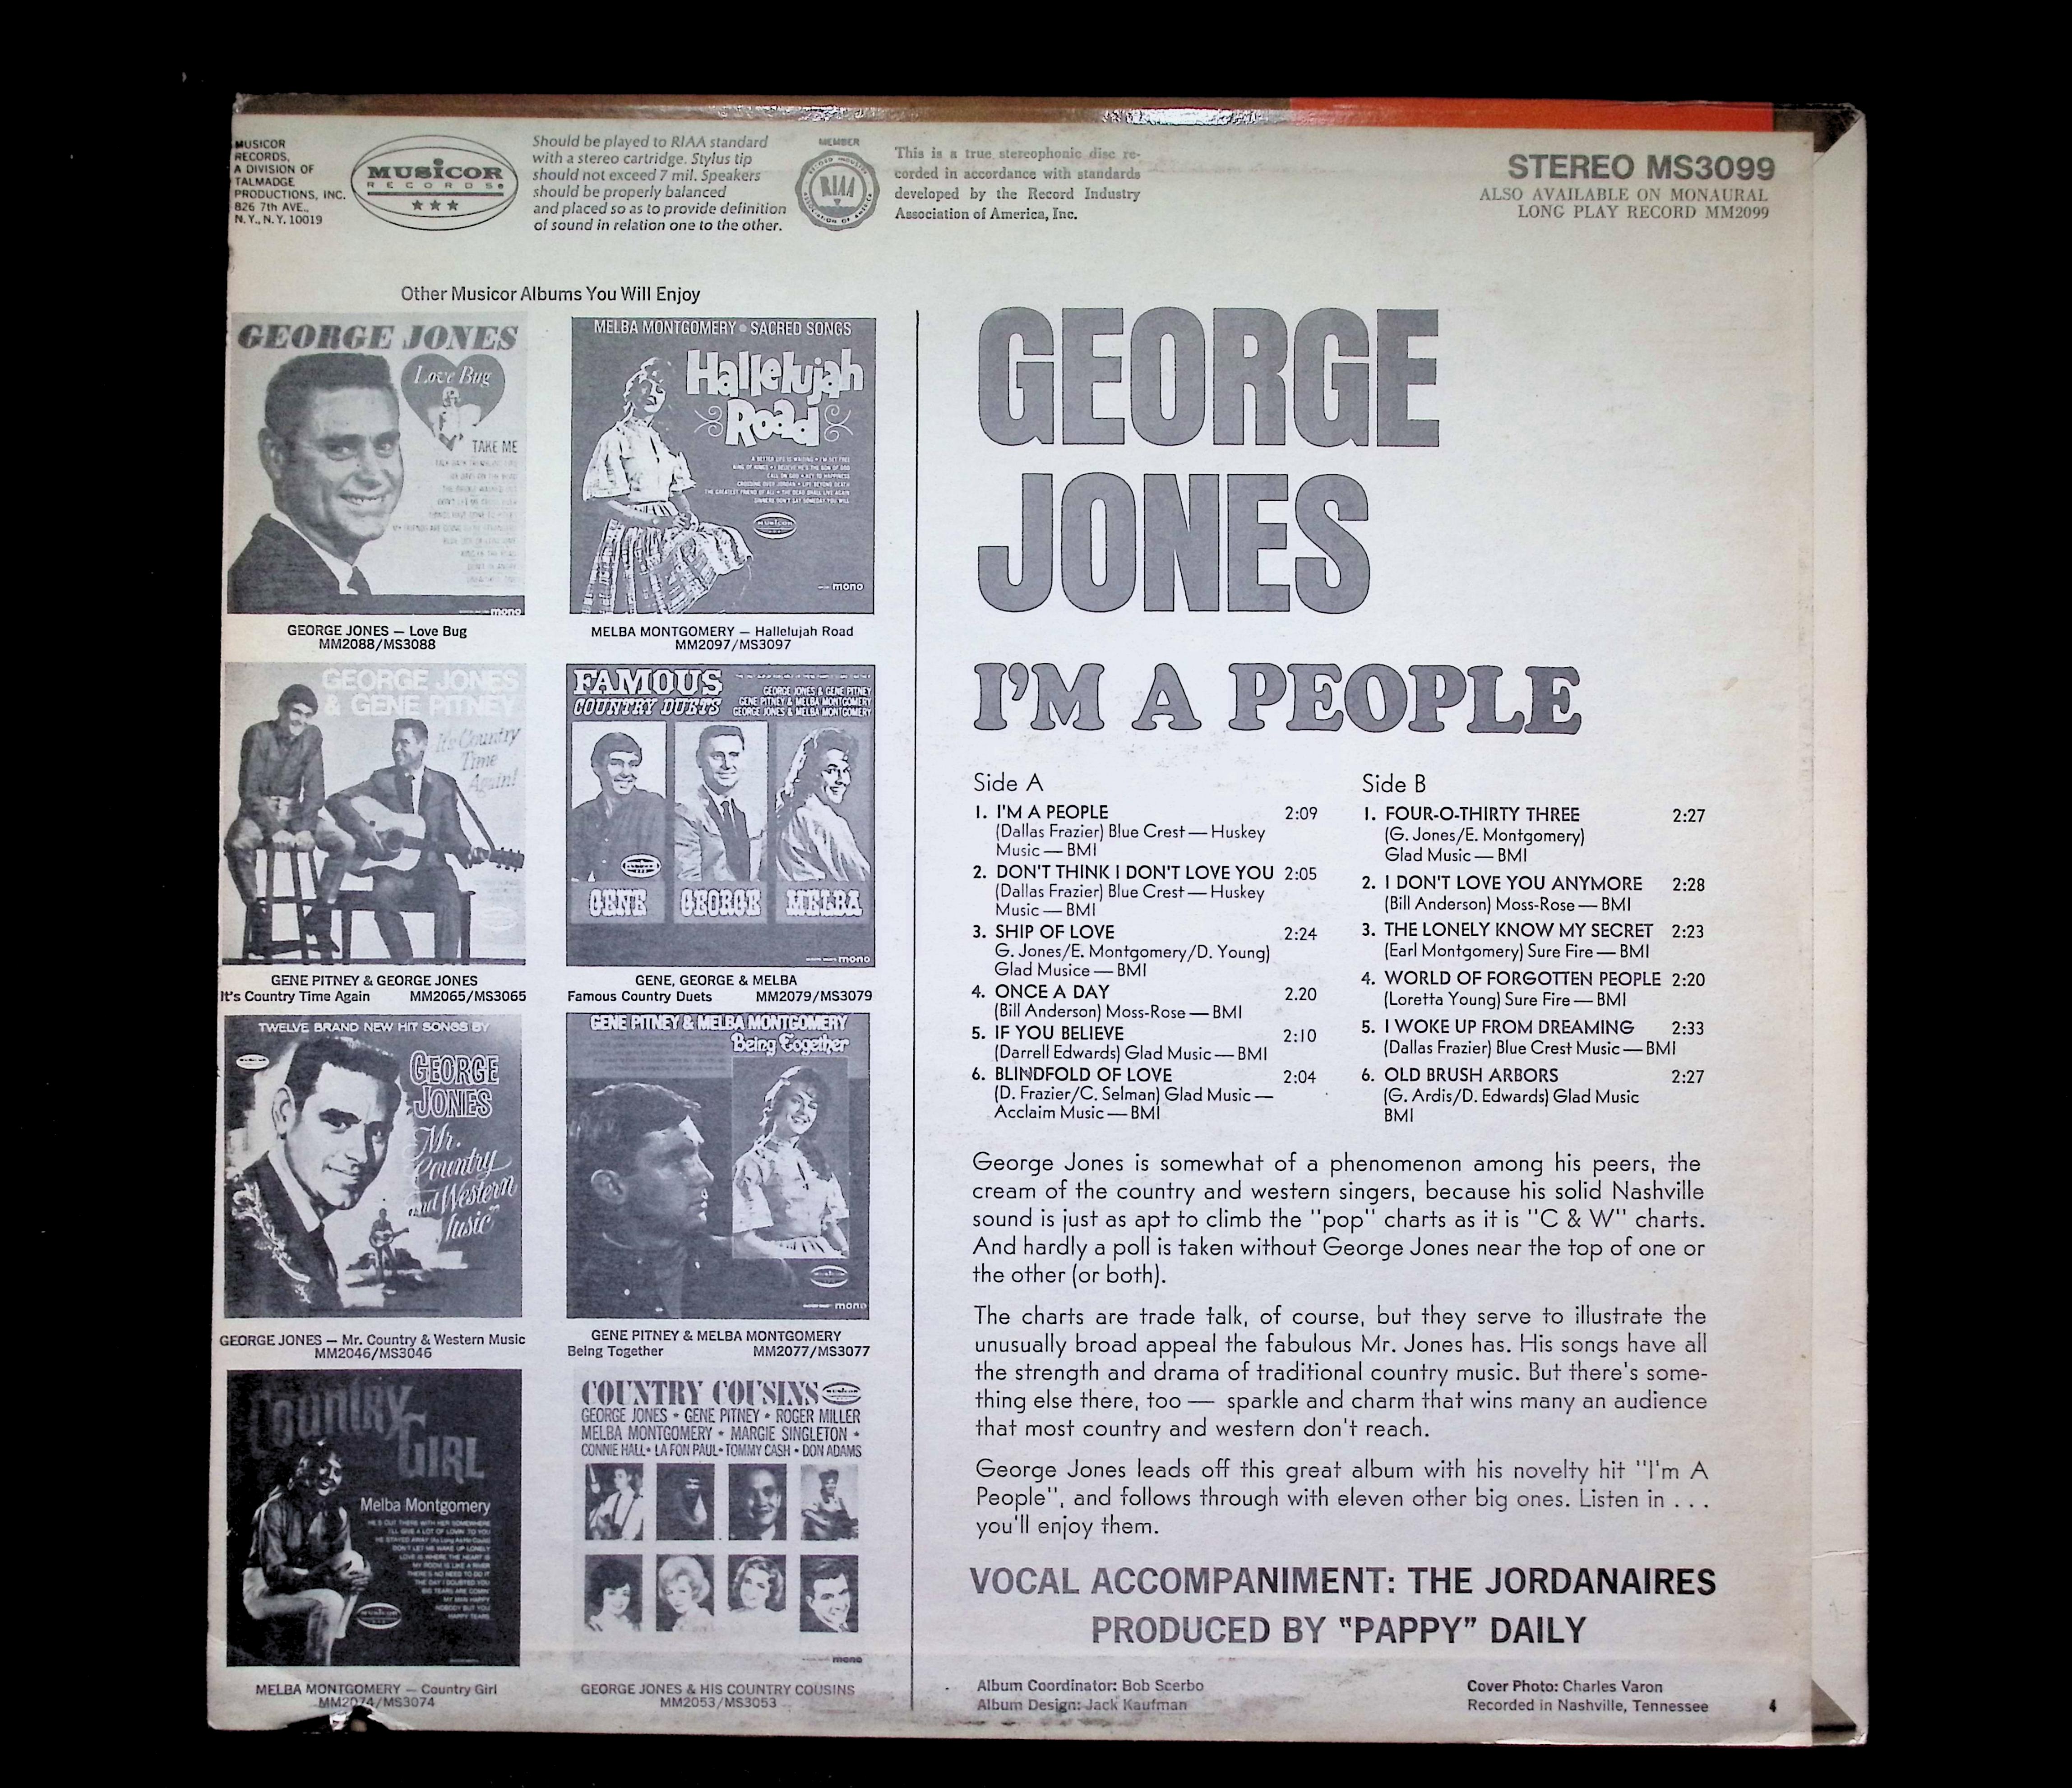 MUSICOR
RECORDS,
A DIVISION OF
TALMADGE
PRODUCTIONS, INC.
826 7th AVE.,
N.Y., N.Y. 10019
MUSICOR
RECORDS
Should be played to RIAA standard
with a stereo cartridge. Stylus tip
should not exceed 7 mil. Speakers
should be properly balanced
and placed so as to provide definition
of sound in relation one to the other.
MEMBER
RIAA
This is a true stereophonic disc re-
corded in accordance with standards
developed by the Record Industry
Association of America, Inc.
STEREO MS3099
ALSO AVAILABLE ON MONAURAL
LONG PLAY RECORD MM2099
Other Musicor Albums You Will Enjoy
GEORGE JONES
Love Bug
TAKE ME
mono
GEORGE JONES — Love Bug
MM2088/MS3088
MELBA MONTGOMERY • SACRED SONGS
Hallelujah
Road
MUSICOR
mono
MELBA MONTGOMERY — Hallelujah Road
MM2097/MS3097
GEORGE JONES
& GENE PITNEY
It's Country
Time
Again!
GENE PITNEY & GEORGE JONES
It's Country Time Again MM2065/MS3065
FAMOUS
COUNTRY DUETS
GEORGE JONES & GENE PITNEY
GENE PITNEY & MELBA MONTGOMERY
GEORGE JONES & MELBA MONTGOMERY
GENE GEORGE MELBA
mono
GENE, GEORGE & MELBA
Famous Country Duets MM2079/MS3079
TWELVE BRAND NEW HIT SONGS BY
GEORGE
JONES
Mr.
Country
and Western
Music"
GEORGE JONES — Mr. Country & Western Music
MM2046/MS3046
GENE PITNEY & MELBA MONTGOMERY
Being Together
mono
GENE PITNEY & MELBA MONTGOMERY
Being Together MM2077/MS3077
COUNTRY
GIRL
Melba Montgomery
MUSICOR
MELBA MONTGOMERY — Country Girl
MM2074/MS3074
COUNTRY COUSINS
GEORGE JONES • GENE PITNEY • ROGER MILLER
MELBA MONTGOMERY • MARGIE SINGLETON •
CONNIE HALL • LA FON PAUL • TOMMY CASH • DON ADAMS
mono
GEORGE JONES & HIS COUNTRY COUSINS
MM2053/MS3053
GEORGE
JONES
I'M A PEOPLE
Side A
1. I'M A PEOPLE 2:09
(Dallas Frazier) Blue Crest — Huskey
Music — BMI
2. DON'T THINK I DON'T LOVE YOU 2:05
(Dallas Frazier) Blue Crest — Huskey
Music — BMI
3. SHIP OF LOVE 2:24
G. Jones/E. Montgomery/D. Young)
Glad Musice — BMI
4. ONCE A DAY 2.20
(Bill Anderson) Moss-Rose — BMI
5. IF YOU BELIEVE 2:10
(Darrell Edwards) Glad Music — BMI
6. BLINDFOLD OF LOVE 2:04
(D. Frazier/C. Selman) Glad Music —
Acclaim Music — BMI
Side B
1. FOUR-O-THIRTY THREE 2:27
(G. Jones/E. Montgomery)
Glad Music — BMI
2. I DON'T LOVE YOU ANYMORE 2:28
(Bill Anderson) Moss-Rose — BMI
3. THE LONELY KNOW MY SECRET 2:23
(Earl Montgomery) Sure Fire — BMI
4. WORLD OF FORGOTTEN PEOPLE 2:20
(Loretta Young) Sure Fire — BMI
5. I WOKE UP FROM DREAMING 2:33
(Dallas Frazier) Blue Crest Music — BMI
6. OLD BRUSH ARBORS 2:27
(G. Ardis/D. Edwards) Glad Music
BMI
George Jones is somewhat of a phenomenon among his peers, the
cream of the country and western singers, because his solid Nashville
sound is just as apt to climb the "pop" charts as it is "C & W" charts.
And hardly a poll is taken without George Jones near the top of one or
the other (or both).
The charts are trade talk, of course, but they serve to illustrate the
unusually broad appeal the fabulous Mr. Jones has. His songs have all
the strength and drama of traditional country music. But there's some-
thing else there, too — sparkle and charm that wins many an audience
that most country and western don't reach.
George Jones leads off this great album with his novelty hit "I'm A
People", and follows through with eleven other big ones. Listen in . . .
you'll enjoy them.
VOCAL ACCOMPANIMENT: THE JORDANAIRES
PRODUCED BY "PAPPY" DAILY
Album Coordinator: Bob Scerbo
Album Design: Jack Kaufman
Cover Photo: Charles Varon
Recorded in Nashville, Tennessee
4